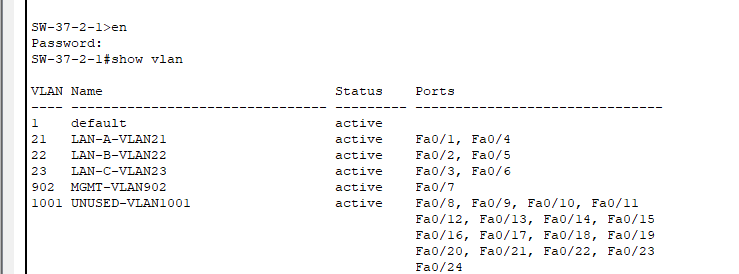 SW-37-2-1>en
Password:
SW-37-2-1#show vlan
VLAN Name                             Status    Ports
---- -------------------------------- --------- -------------------------------
1    default                          active
21   LAN-A-VLAN21                     active    Fa0/1, Fa0/4
22   LAN-B-VLAN22                     active    Fa0/2, Fa0/5
23   LAN-C-VLAN23                     active    Fa0/3, Fa0/6
902  MGMT-VLAN902                     active    Fa0/7
1001 UNUSED-VLAN1001                  active    Fa0/8, Fa0/9, Fa0/10, Fa0/11
                                                Fa0/12, Fa0/13, Fa0/14, Fa0/15
                                                Fa0/16, Fa0/17, Fa0/18, Fa0/19
                                                Fa0/20, Fa0/21, Fa0/22, Fa0/23
                                                Fa0/24